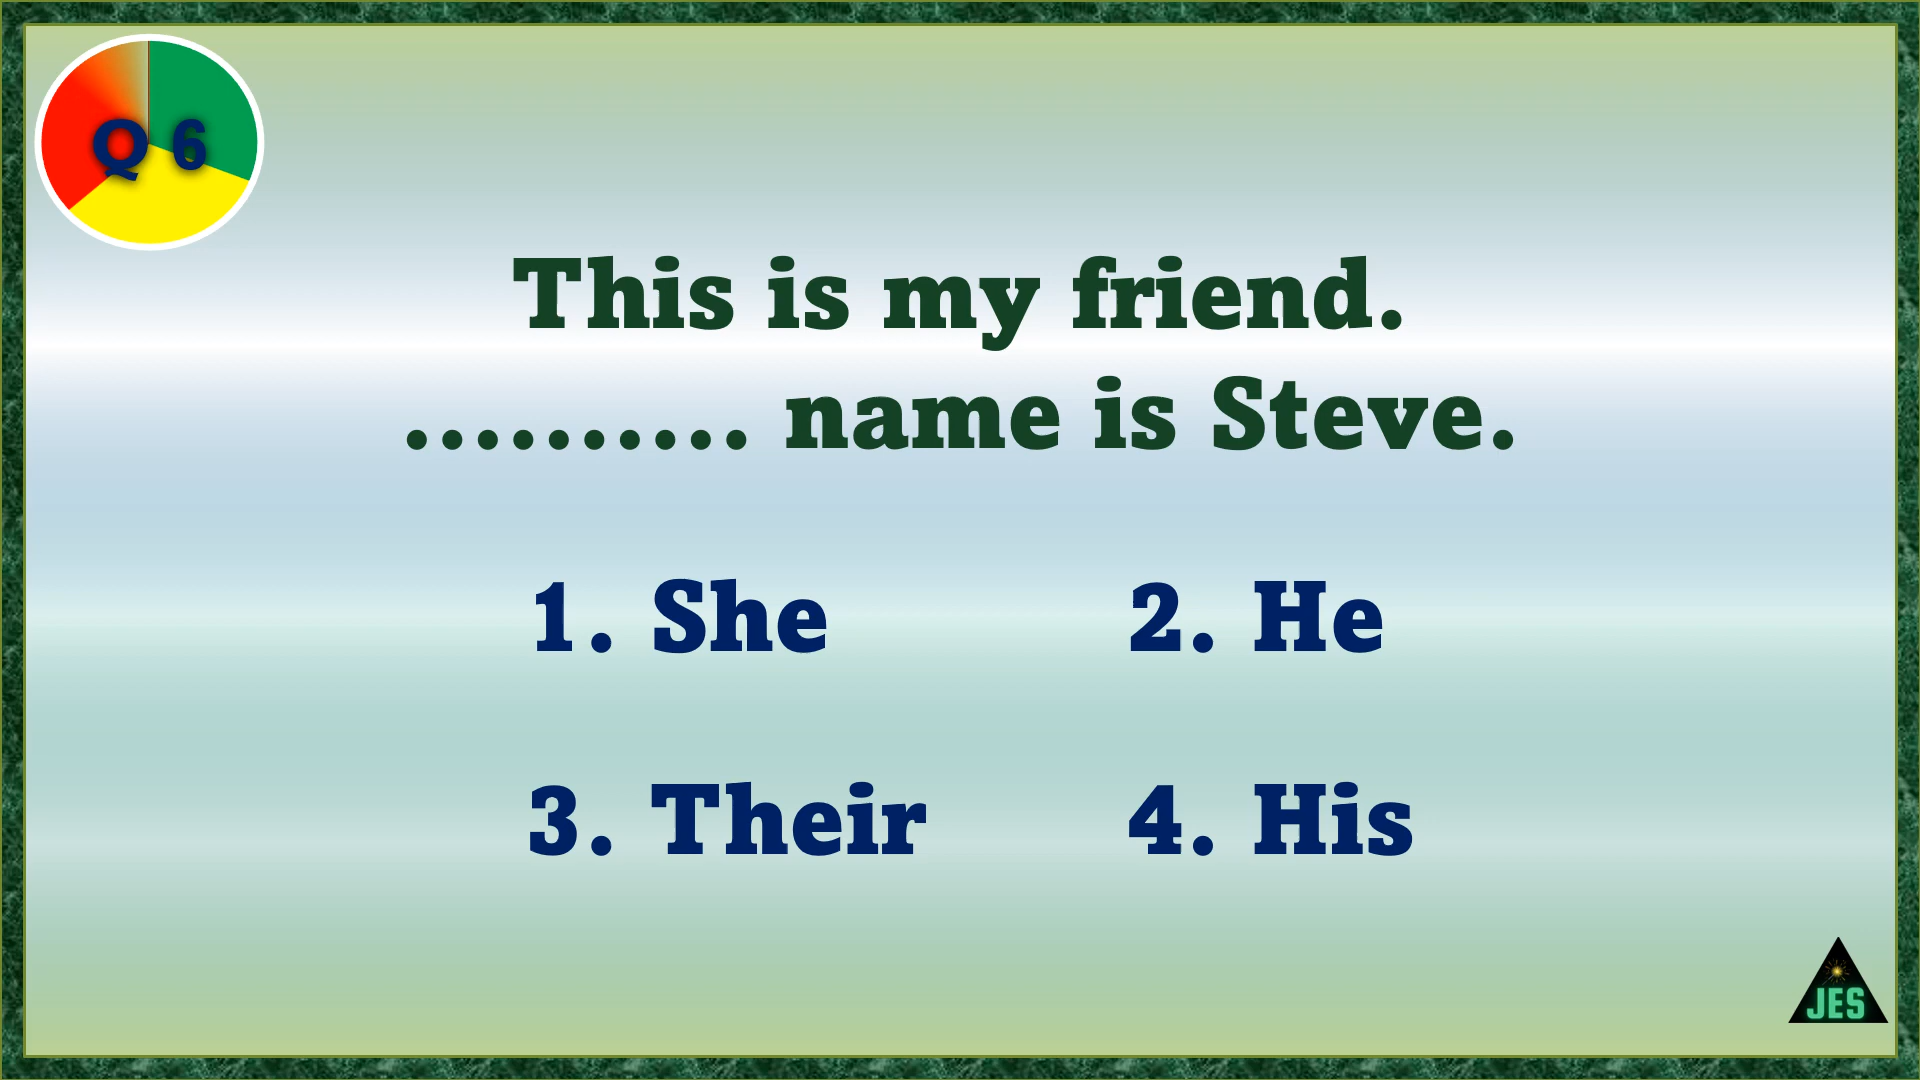 Q 6
This is my friend.
.......... name is Steve.
1. She
2. He
3. Their
4. His
JES